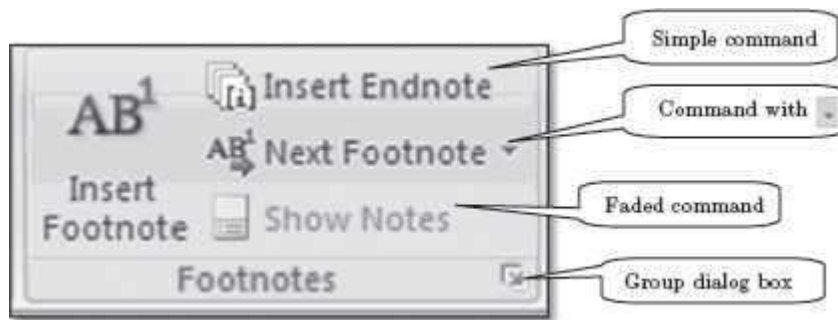 AB1
Insert
Footnote
[i] Insert Endnote
AB1 Next Footnote
Show Notes
Footnotes
Simple command
Command with
Faded command
Group dialog box